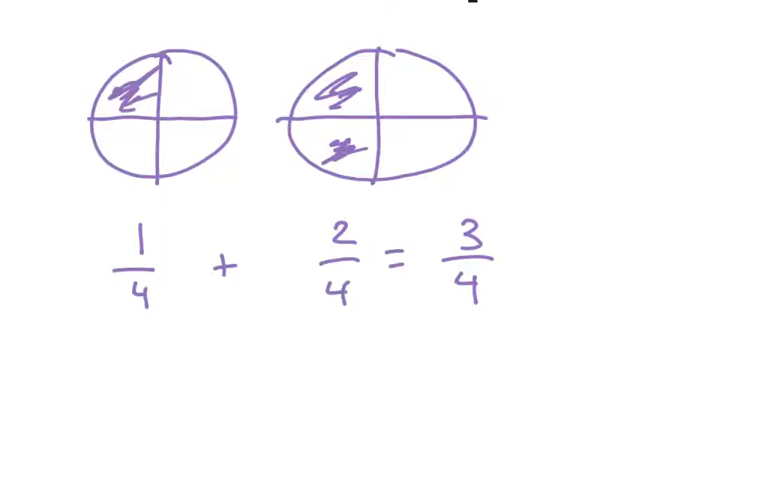 1/4 + 2/4 = 3/4